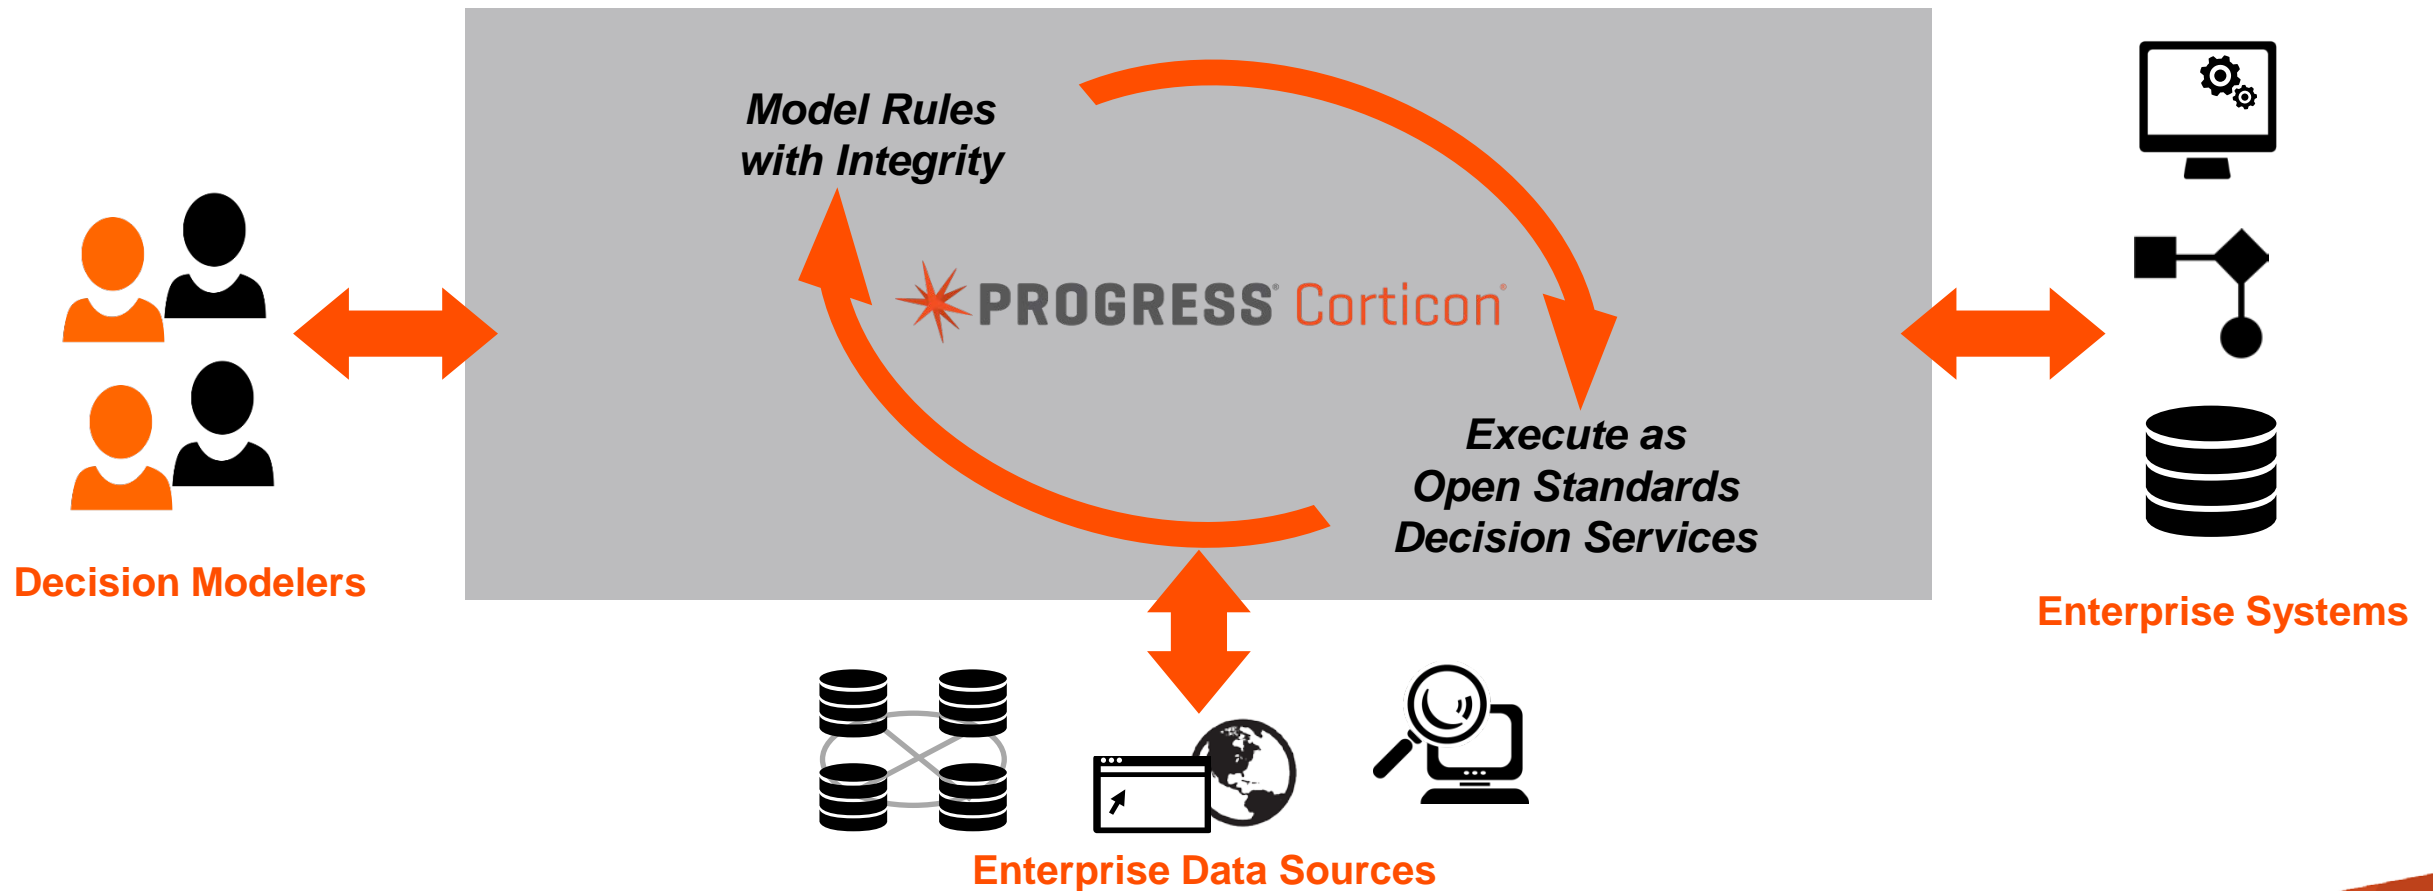 Model Rules
with Integrity
PROGRESS® Corticon®
Execute as
Open Standards
Decision Services
Decision Modelers
Enterprise Systems
Enterprise Data Sources